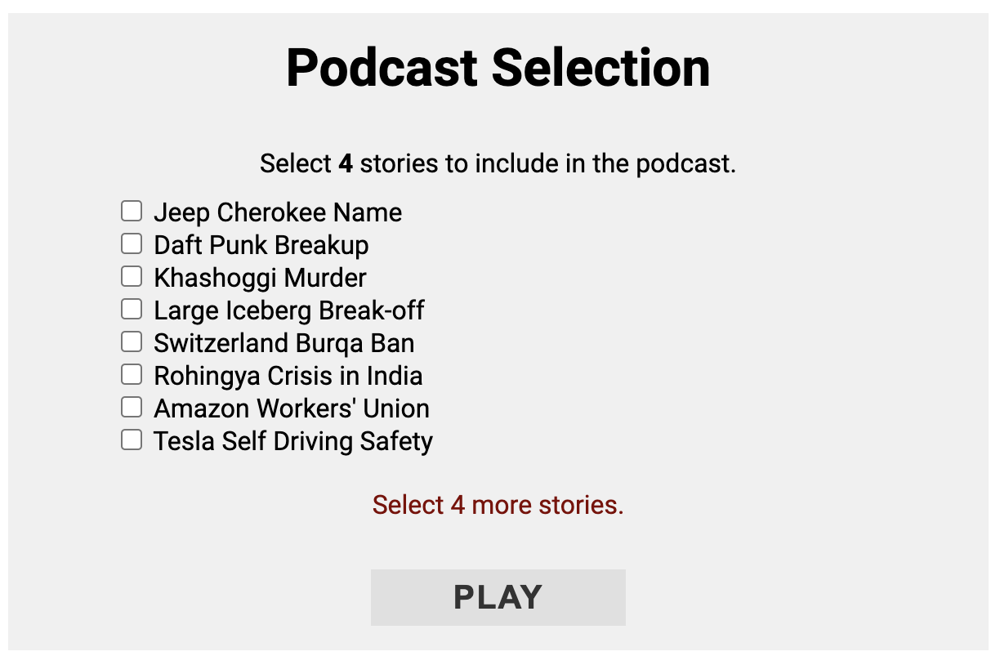 Podcast Selection
Select 4 stories to include in the podcast.
Jeep Cherokee Name
Daft Punk Breakup
Khashoggi Murder
Large Iceberg Break-off
Switzerland Burqa Ban
Rohingya Crisis in India
Amazon Workers' Union
Tesla Self Driving Safety
Select 4 more stories.
PLAY